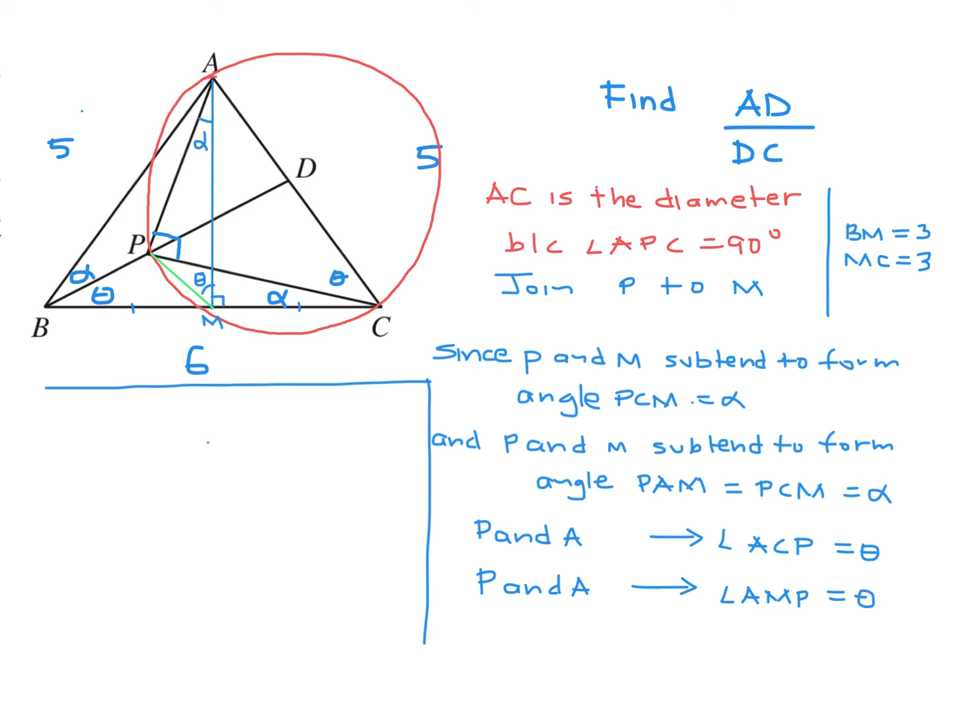 A
5
5
α
D
P
α
θ
θ
θ
α
B
M
C
6
Find AD
DC
AC is the diameter
b/c ∠APC = 90°
Join P to M
BM = 3
MC = 3
Since P and M subtend to form
angle PCM = α
and P and M subtend to form
angle PAM = PCM = α
P and A → ∠ACP = θ
P and A → ∠AMP = θ